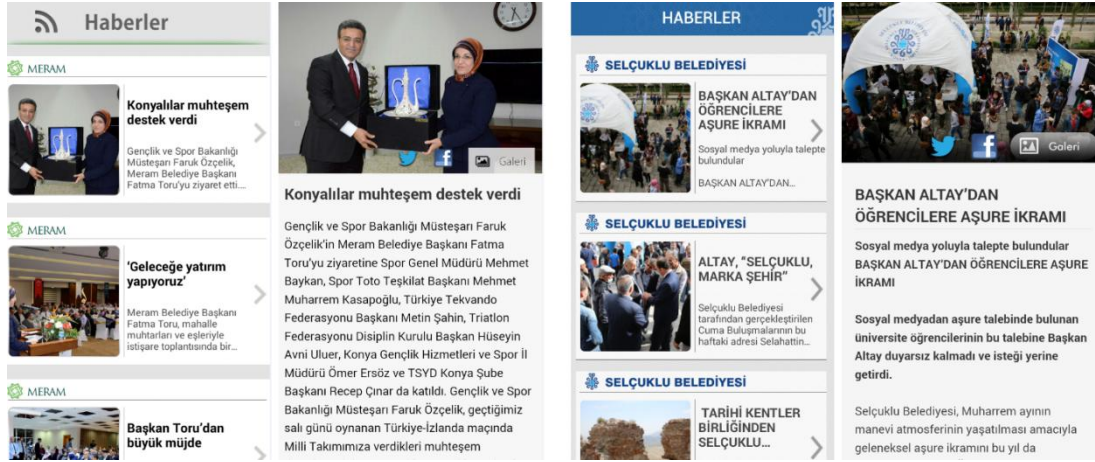 Haberler
MERAM
Konyalılar muhteşem
destek verdi
Gençlik ve Spor Bakanlığı
Müsteşarı Faruk Özçelik,
Meram Belediye Başkanı
Fatma Toru'yu ziyaret etti....
MERAM
'Geleceğe yatırım
yapıyoruz'
Meram Belediye Başkanı
Fatma Toru, mahalle
muhtarları ve eşleriyle
istişare toplantısında bir...
MERAM
Başkan Toru'dan
büyük müjde
Galeri
Konyalılar muhteşem destek verdi
Gençlik ve Spor Bakanlığı Müsteşarı Faruk
Özçelik'in Meram Belediye Başkanı Fatma
Toru'yu ziyaretine Spor Genel Müdürü Mehmet
Baykan, Spor Toto Teşkilat Başkanı Mehmet
Muharrem Kasapoğlu, Türkiye Tekvando
Federasyonu Başkanı Metin Şahin, Triatlon
Federasyonu Disiplin Kurulu Başkan Hüseyin
Avni Uluer, Konya Gençlik Hizmetleri ve Spor İl
Müdürü Ömer Ersöz ve TSYD Konya Şube
Başkanı Recep Çınar da katıldı. Gençlik ve Spor
Bakanlığı Müsteşarı Faruk Özçelik, geçtiğimiz
salı günü oynanan Türkiye-İzlanda maçında
Milli Takımımıza verdikleri muhteşem
HABERLER
SELÇUKLU BELEDİYESİ
BAŞKAN ALTAY'DAN
ÖĞRENCİLERE
AŞURE İKRAMI
Sosyal medya yoluyla talepte
bulundular
BAŞKAN ALTAY'DAN...
SELÇUKLU BELEDİYESİ
ALTAY, "SELÇUKLU,
MARKA ŞEHİR"
Selçuklu Belediyesi
tarafından gerçekleştirilen
Cuma Buluşmalarının bu
haftaki adresi Selahattin...
SELÇUKLU BELEDİYESİ
TARİHİ KENTLER
BİRLİĞİNDEN
SELÇUKLU...
Galeri
BAŞKAN ALTAY'DAN
ÖĞRENCİLERE AŞURE İKRAMI
Sosyal medya yoluyla talepte bulundular
BAŞKAN ALTAY'DAN ÖĞRENCİLERE AŞURE
İKRAMI
Sosyal medyadan aşure talebinde bulunan
üniversite öğrencilerinin bu talebine Başkan
Altay duyarsız kalmadı ve isteği yerine
getirdi.
Selçuklu Belediyesi, Muharrem ayının
manevi atmosferinin yaşatılması amacıyla
geleneksel aşure ikramını bu yıl da